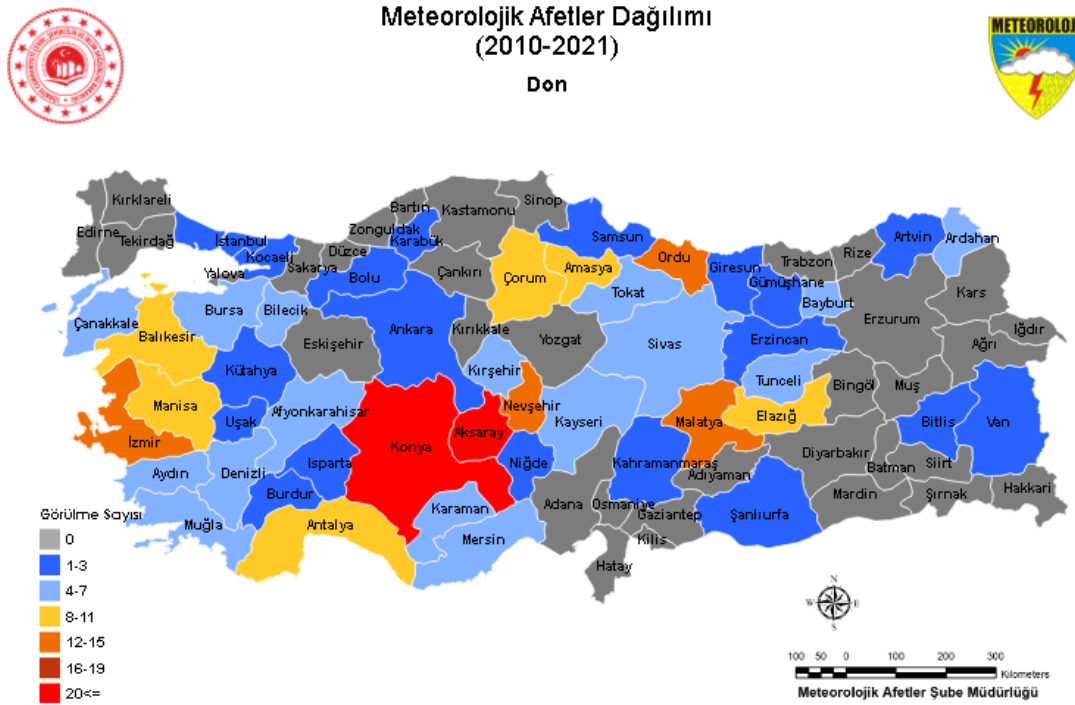 Meteorolojik Afetler Dağılımı
(2010-2021)
Don
METEOROLOJİ
Kırklareli
Edirne
Tekirdağ
İstanbul
Kocaeli
Yalova
Sakarya
Düzce
Zonguldak
Bartın
Karabük
Kastamonu
Sinop
Bolu
Çankırı
Samsun
Çorum
Amasya
Ordu
Giresun
Trabzon
Rize
Artvin
Ardahan
Gümüşhane
Bayburt
Kars
Tokat
Çanakkale
Bursa
Bilecik
Balıkesir
Eskişehir
Ankara
Kırıkkale
Yozgat
Sivas
Erzincan
Erzurum
Iğdır
Ağrı
Kütahya
Kırşehir
Tunceli
Bingöl
Muş
Manisa
Uşak
Afyonkarahisar
Nevşehir
Kayseri
Malatya
Elazığ
Bitlis
Van
İzmir
Konya
Aksaray
Aydın
Denizli
Isparta
Niğde
Kahramanmaraş
Adıyaman
Diyarbakır
Batman
Siirt
Burdur
Karaman
Adana
Osmaniye
Gaziantep
Şanlıurfa
Mardin
Şırnak
Hakkari
Muğla
Antalya
Mersin
Kilis
Hatay
Görülme Sayısı
0
1-3
4-7
8-11
12-15
16-19
20<=
N
W
E
S
100 50 0 100 200 300
Kilometers
Meteorolojik Afetler Şube Müdürlüğü